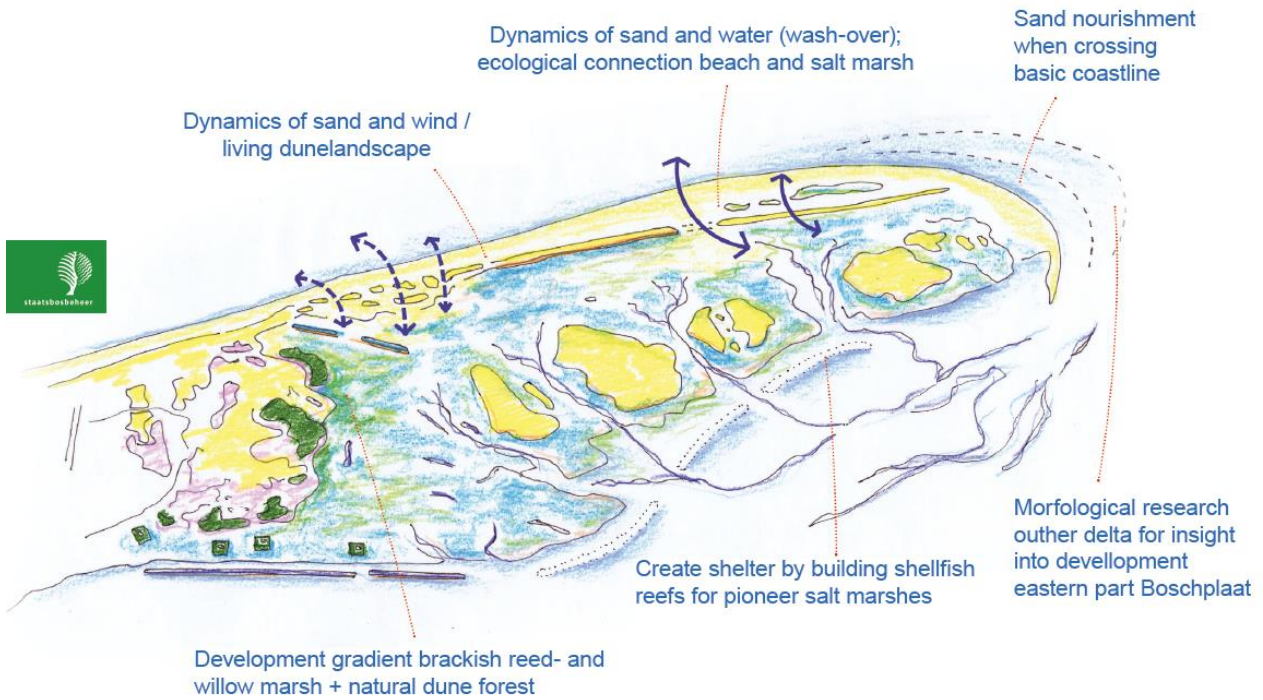 Dynamics of sand and water (wash-over);
ecological connection beach and salt marsh
Sand nourishment
when crossing
basic coastline
Dynamics of sand and wind /
living dunelandscape
staatsbosbeheer
Morfological research
outher delta for insight
into devellopment
eastern part Boschplaat
Create shelter by building shellfish
reefs for pioneer salt marshes
Development gradient brackish reed- and
willow marsh + natural dune forest